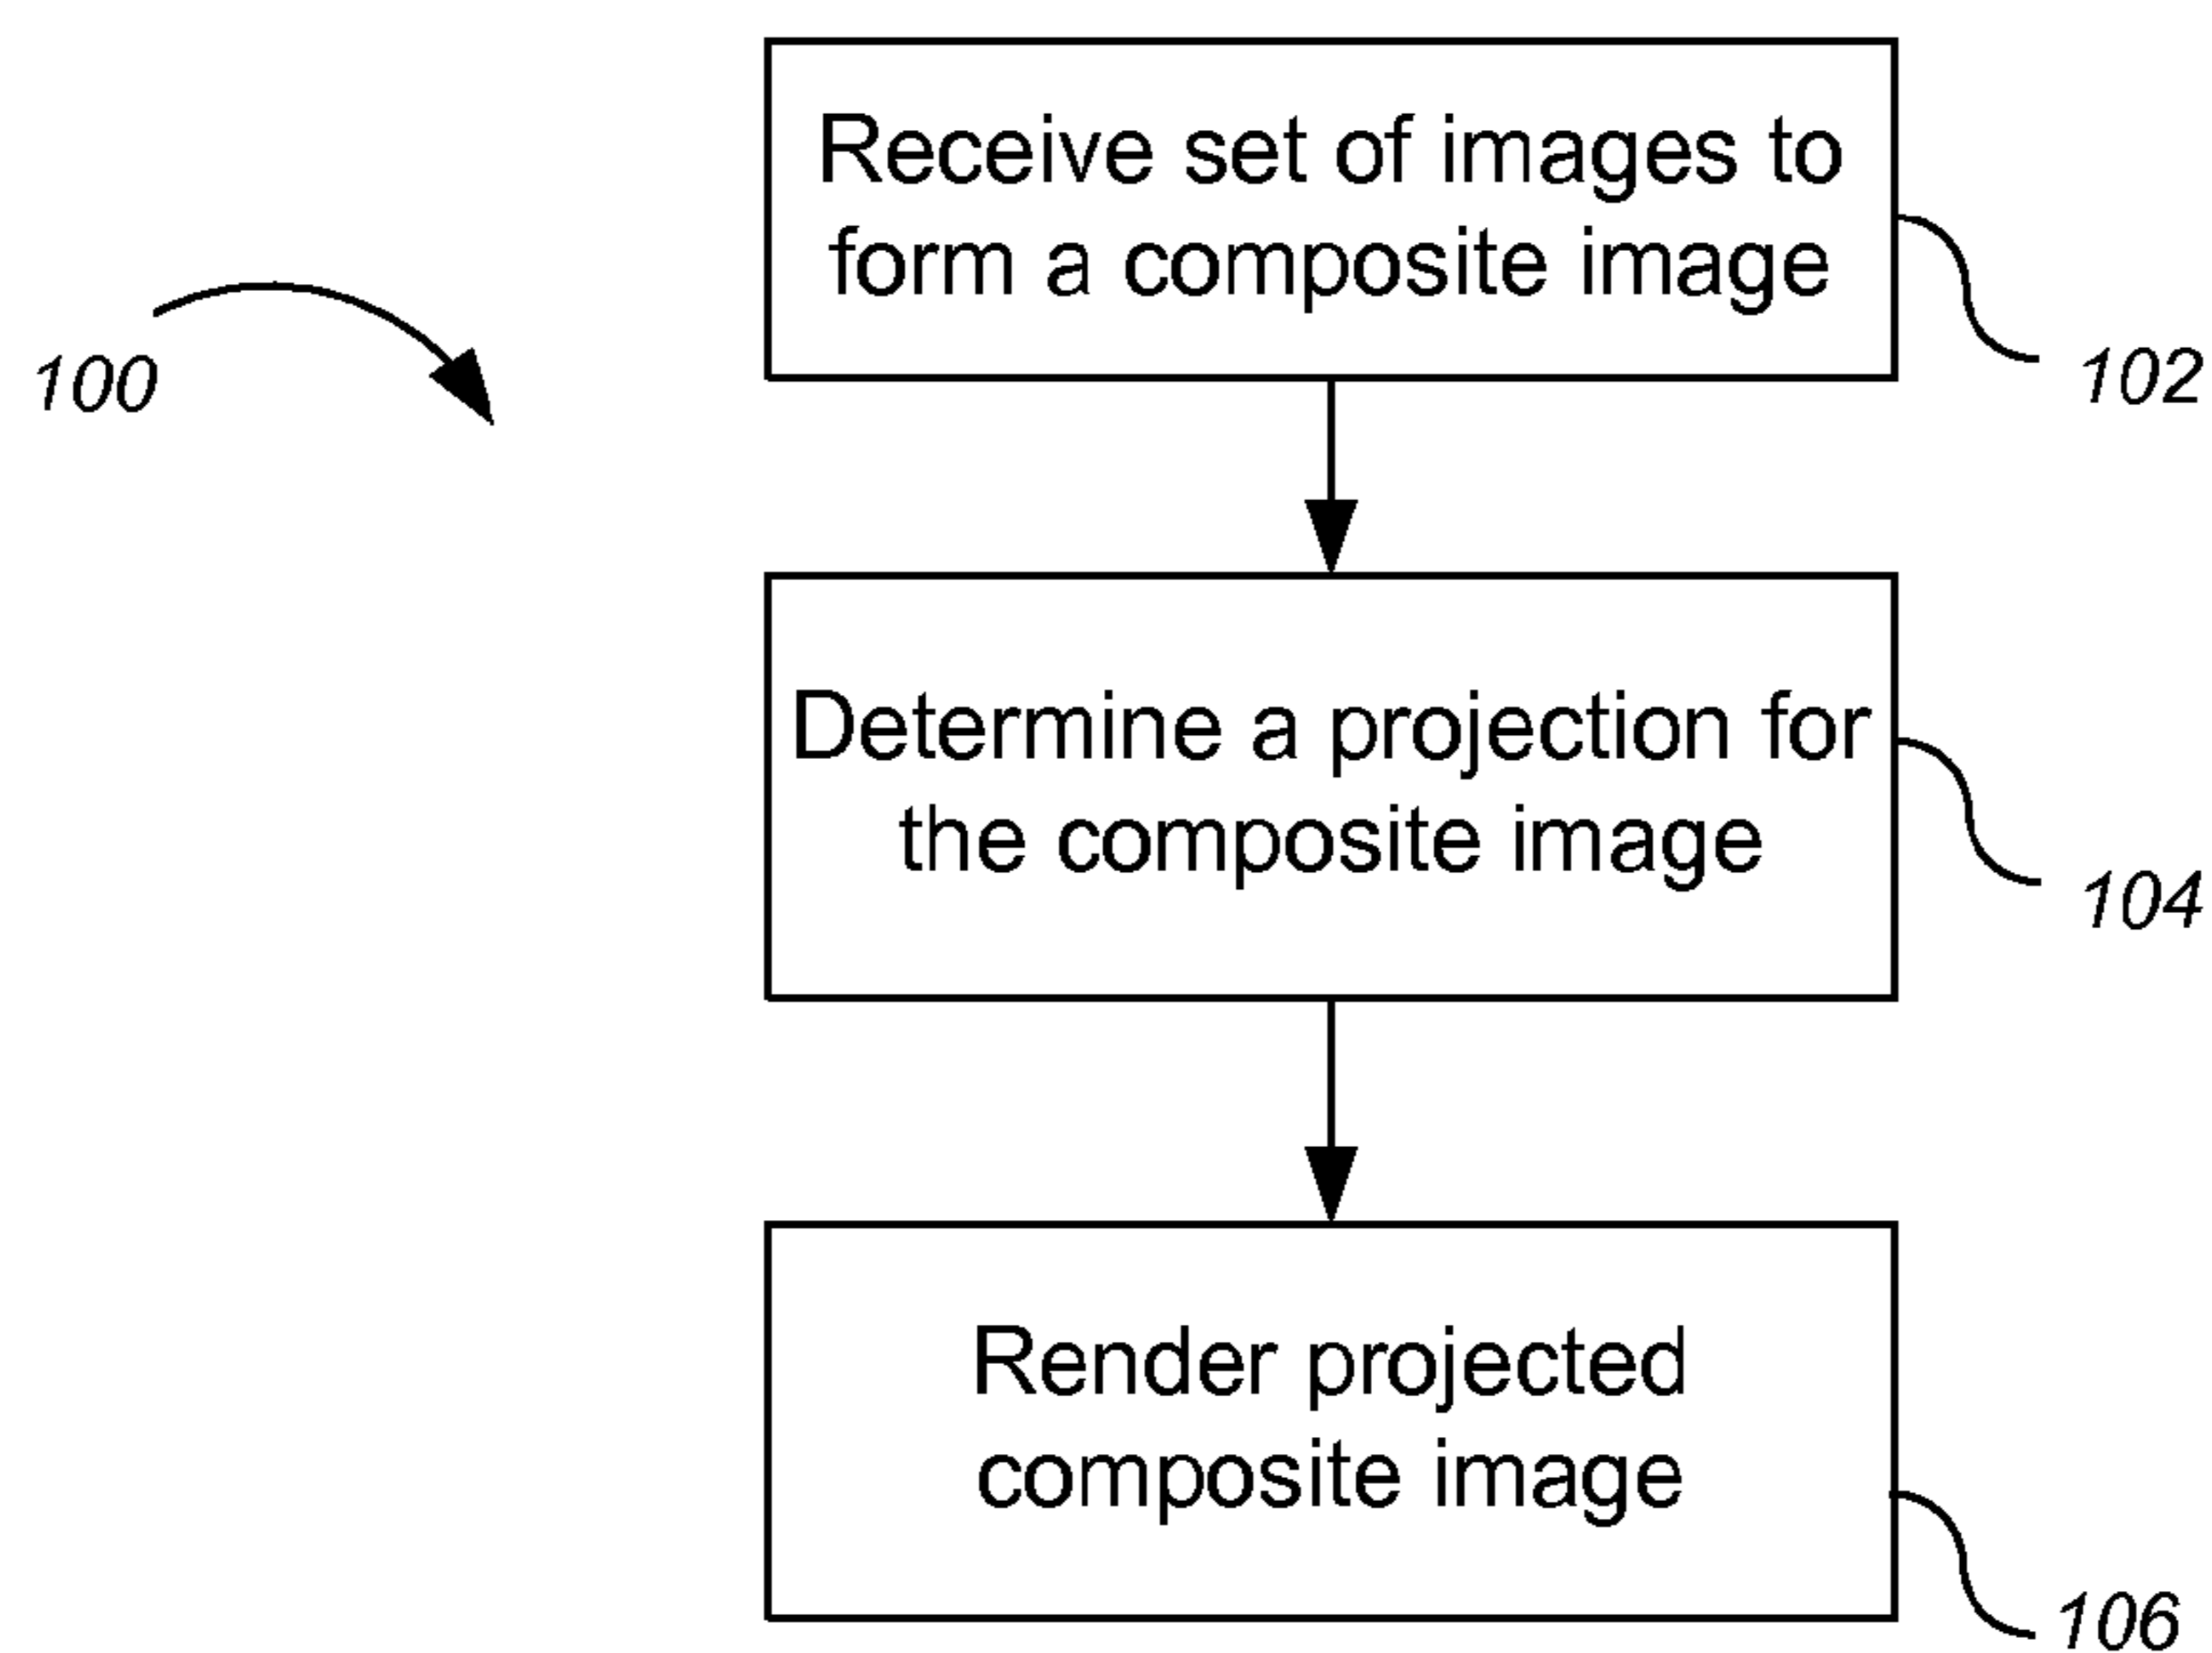 Receive set of images to
form a composite image
100
102
Determine a projection for
the composite image
104
Render projected
composite image
106